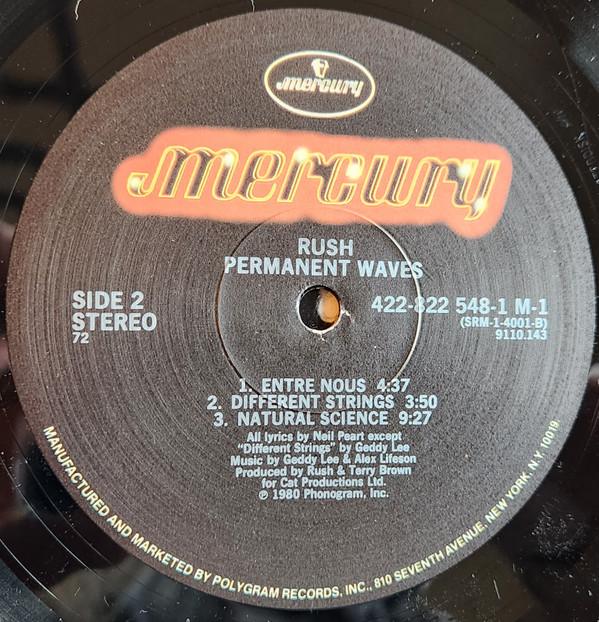 mercury
mercury
RUSH
PERMANENT WAVES
SIDE 2
STEREO
72
422-822 548-1 M-1
(SRM-1-4001-B)
9110.143
1. ENTRE NOUS 4:37
2. DIFFERENT STRINGS 3:50
3. NATURAL SCIENCE 9:27
All lyrics by Neil Peart except
"Different Strings" by Geddy Lee
Music by Geddy Lee & Alex Lifeson
Produced by Rush & Terry Brown
for Cat Productions Ltd.
℗ 1980 Phonogram, Inc.
MANUFACTURED AND MARKETED BY POLYGRAM RECORDS, INC., 810 SEVENTH AVENUE, NEW YORK, N.Y. 10019